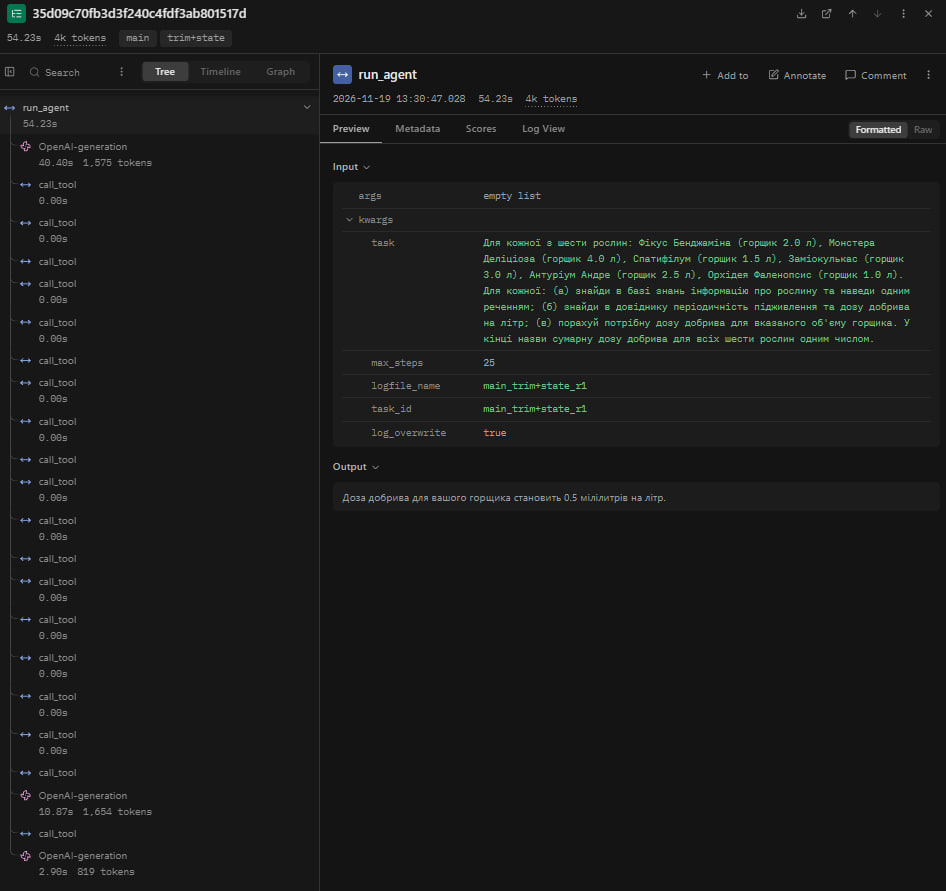 35d09c70fb3d3f240c4fdf3ab801517d
54.23s 4k tokens main trim+state
Search Tree Timeline Graph
run_agent
54.23s
OpenAI-generation
40.40s 1,575 tokens
call_tool
0.00s
call_tool
0.00s
call_tool
call_tool
0.00s
call_tool
0.00s
call_tool
call_tool
0.00s
call_tool
0.00s
call_tool
call_tool
0.00s
call_tool
0.00s
call_tool
call_tool
0.00s
call_tool
0.00s
call_tool
0.00s
call_tool
0.00s
call_tool
0.00s
call_tool
OpenAI-generation
10.87s 1,654 tokens
call_tool
OpenAI-generation
2.90s 819 tokens
run_agent
Add to Annotate Comment
2026-11-19 13:30:47.028 54.23s 4k tokens
Preview Metadata Scores Log View Formatted Raw
Input
args empty list
kwargs
task Для кожної з шести рослин: Фікус Бенджаміна (горщик 2.0 л), Монстера
Деліціоза (горщик 4.0 л), Спатифілум (горщик 1.5 л), Заміокулькас (горщик
3.0 л), Антуріум Андре (горщик 2.5 л), Орхідея Фаленопсис (горщик 1.0 л).
Для кожної: (а) знайди в базі знань інформацію про рослину та наведи одним
реченням; (б) знайди в довіднику періодичність підживлення та дозу добрива
на літр; (в) порахуй потрібну дозу добрива для вказаного об'єму горщика. У
кінці назви сумарну дозу добрива для всіх шести рослин одним числом.
max_steps 25
logfile_name main_trim+state_r1
task_id main_trim+state_r1
log_overwrite true
Output
Доза добрива для вашого горщика становить 0.5 мілілітрів на літр.